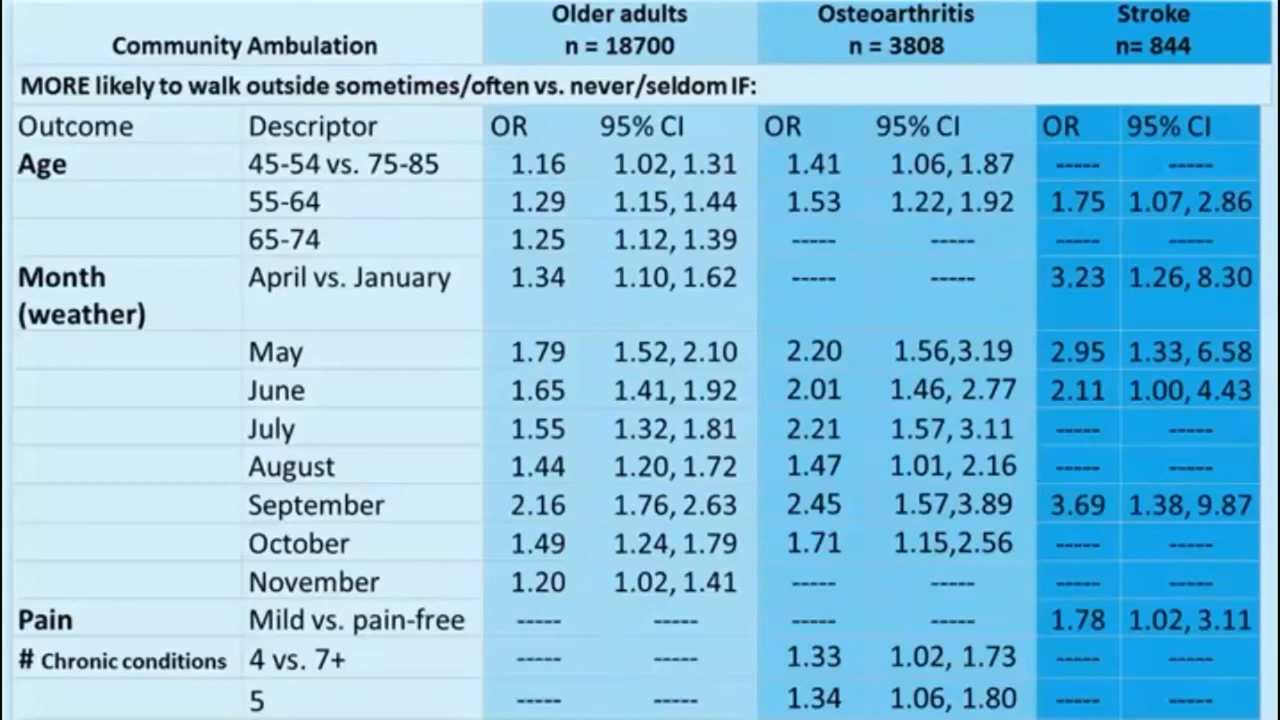 Older adults Osteoarthritis Stroke
Community Ambulation n = 18700 n = 3808 n= 844
MORE likely to walk outside sometimes/often vs. never/seldom IF:
Outcome Descriptor OR 95% CI OR 95% CI OR 95% CI
Age 45-54 vs. 75-85 1.16 1.02, 1.31 1.41 1.06, 1.87 ----- -----
55-64 1.29 1.15, 1.44 1.53 1.22, 1.92 1.75 1.07, 2.86
65-74 1.25 1.12, 1.39 ----- ----- ----- -----
Month April vs. January 1.34 1.10, 1.62 ----- ----- 3.23 1.26, 8.30
(weather)
May 1.79 1.52, 2.10 2.20 1.56,3.19 2.95 1.33, 6.58
June 1.65 1.41, 1.92 2.01 1.46, 2.77 2.11 1.00, 4.43
July 1.55 1.32, 1.81 2.21 1.57, 3.11 ----- -----
August 1.44 1.20, 1.72 1.47 1.01, 2.16 ----- -----
September 2.16 1.76, 2.63 2.45 1.57,3.89 3.69 1.38, 9.87
October 1.49 1.24, 1.79 1.71 1.15,2.56 ----- -----
November 1.20 1.02, 1.41 ----- ----- ----- -----
Pain Mild vs. pain-free ----- ----- ----- ----- 1.78 1.02, 3.11
# Chronic conditions 4 vs. 7+ ----- ----- 1.33 1.02, 1.73 ----- -----
5 ----- ----- 1.34 1.06, 1.80 ----- -----